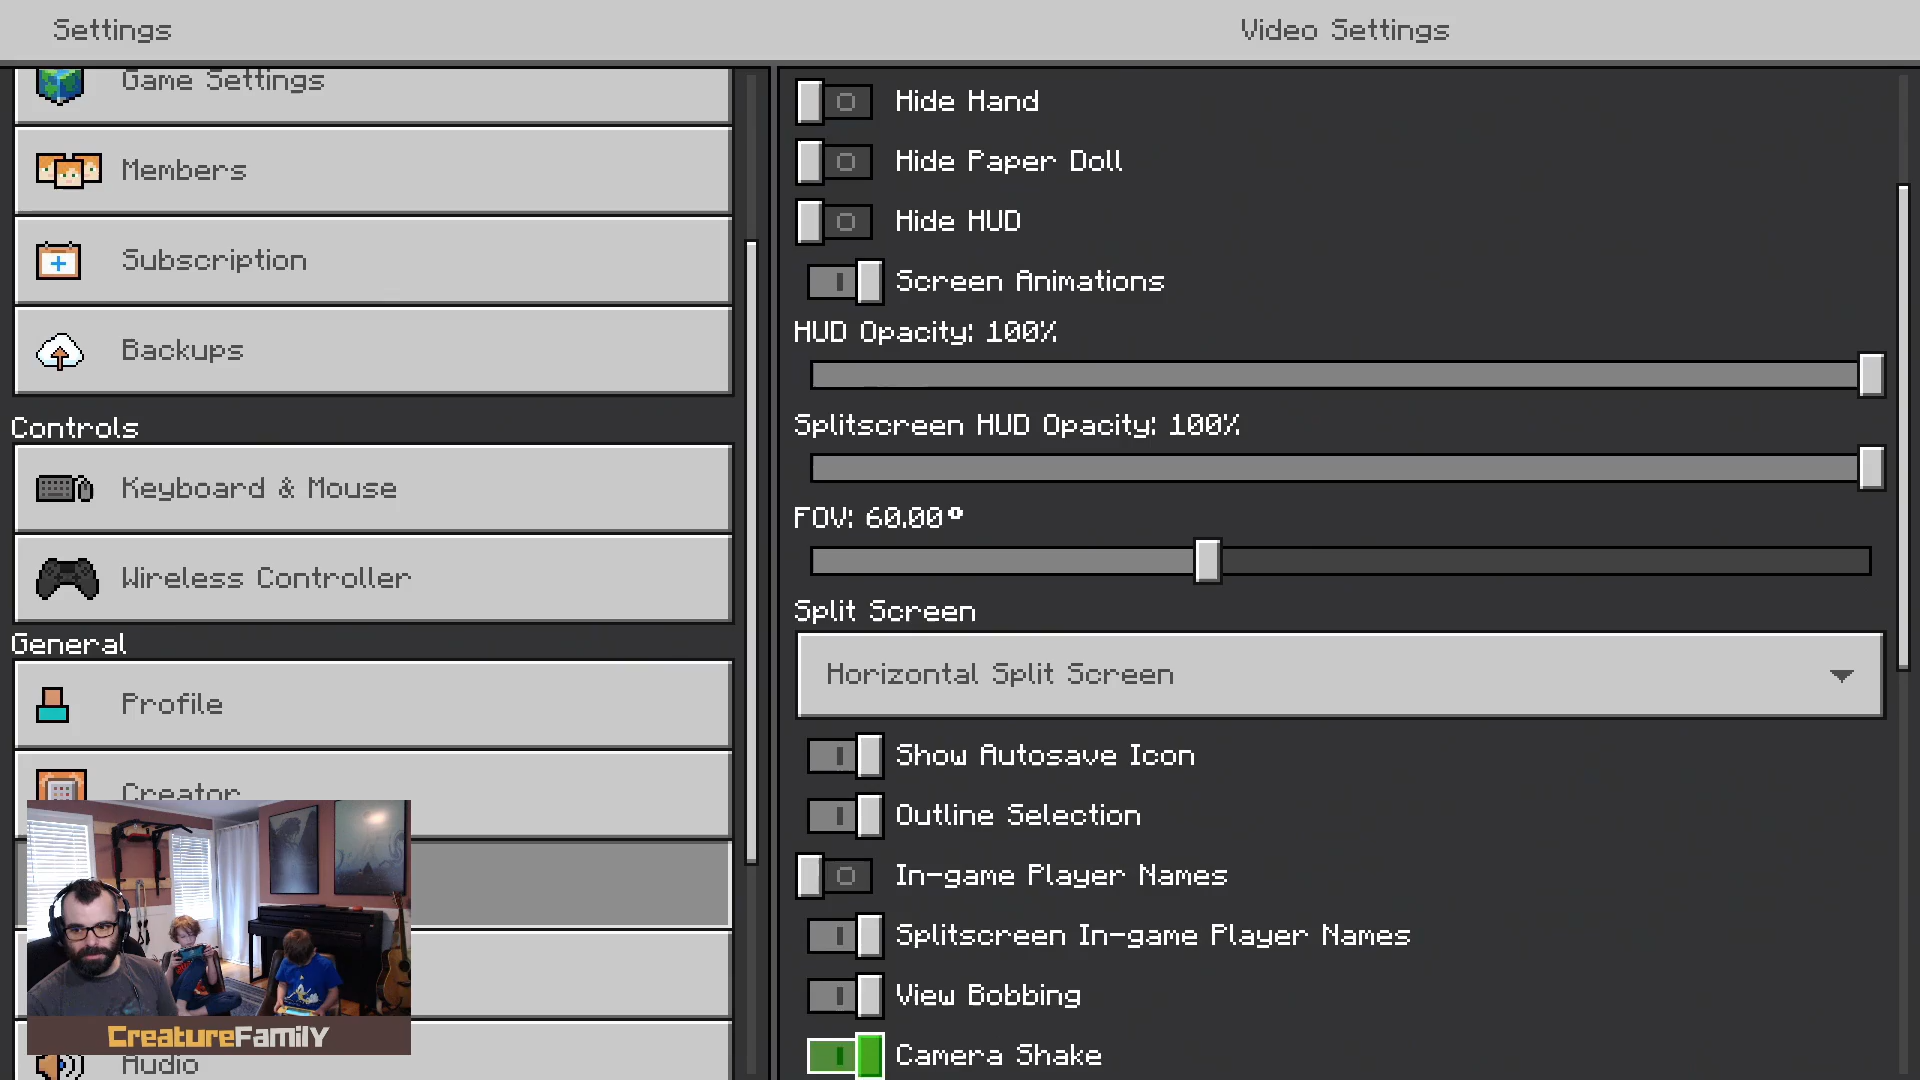 Settings
Video Settings
Game Settings
Members
Subscription
Backups
Controls
Keyboard & Mouse
Wireless Controller
General
Profile
Creator
Audio
Hide Hand
Hide Paper Doll
Hide HUD
Screen Animations
HUD Opacity: 100%
Splitscreen HUD Opacity: 100%
FOV: 60.00°
Split Screen
Horizontal Split Screen
Show Autosave Icon
Outline Selection
In-game Player Names
Splitscreen In-game Player Names
View Bobbing
Camera Shake
CreatureFamilY